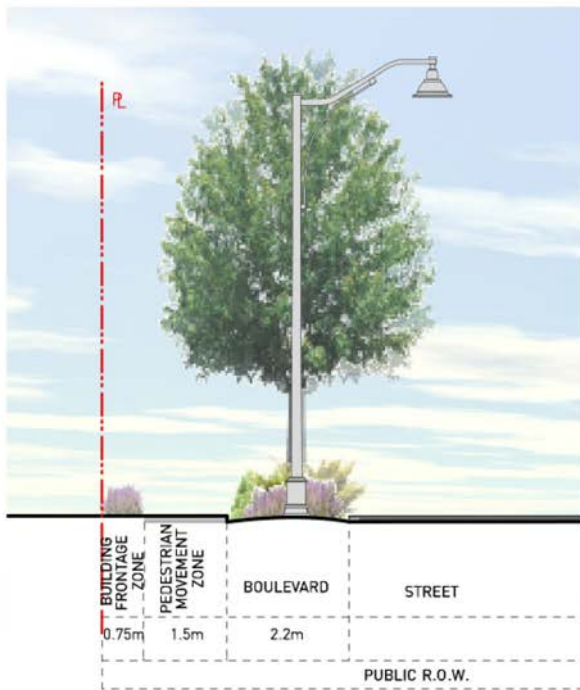 PL
BUILDING
FRONTAGE
ZONE
PEDESTRIAN
MOVEMENT
ZONE
BOULEVARD
STREET
0.75m
1.5m
2.2m
PUBLIC R.O.W.